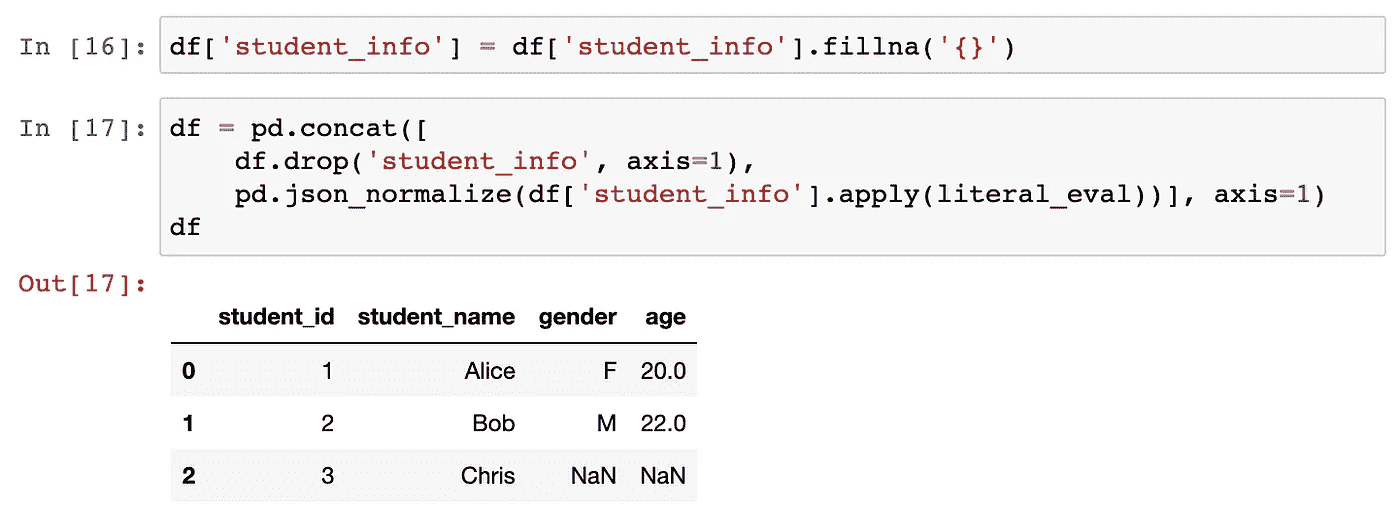 In [16]: df['student_info'] = df['student_info'].fillna('{}')
In [17]: df = pd.concat([
    df.drop('student_info', axis=1),
    pd.json_normalize(df['student_info'].apply(literal_eval))], axis=1)
df
Out[17]:
student_id student_name gender age
0 1 Alice F 20.0
1 2 Bob M 22.0
2 3 Chris NaN NaN